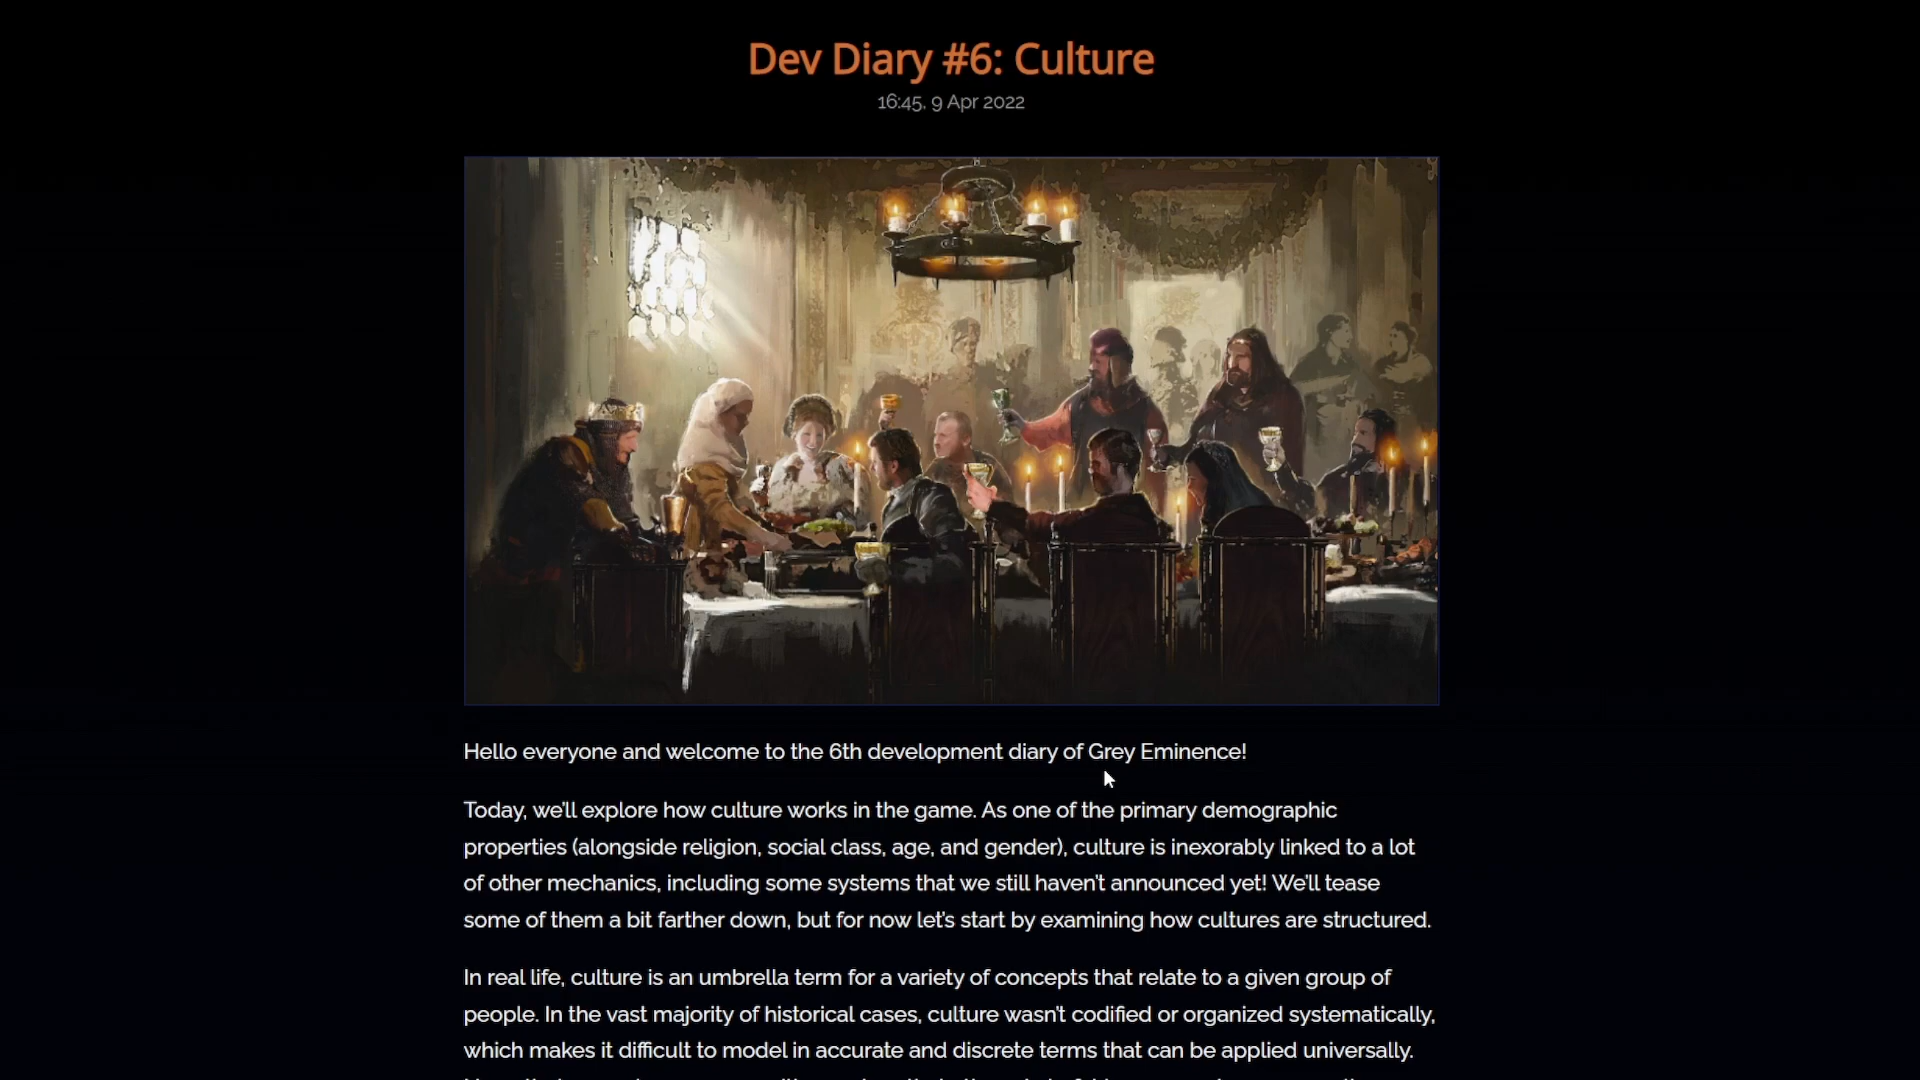 Dev Diary #6: Culture
16:45, 9 Apr 2022
Hello everyone and welcome to the 6th development diary of Grey Eminence!
Today, we'll explore how culture works in the game. As one of the primary demographic
properties (alongside religion, social class, age, and gender), culture is inexorably linked to a lot
of other mechanics, including some systems that we still haven't announced yet! We'll tease
some of them a bit farther down, but for now let's start by examining how cultures are structured.
In real life, culture is an umbrella term for a variety of concepts that relate to a given group of
people. In the vast majority of historical cases, culture wasn't codified or organized systematically,
which makes it difficult to model in accurate and discrete terms that can be applied universally.